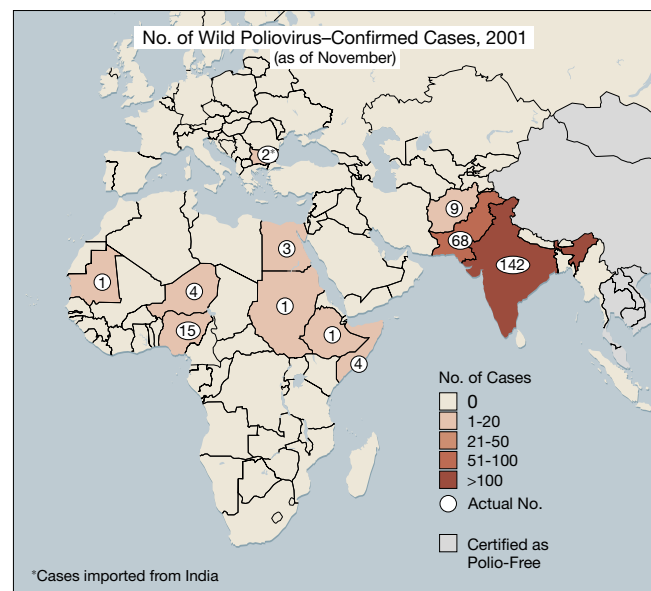 No. of Wild Poliovirus–Confirmed Cases, 2001
(as of November)
2*
9
3
68
1
4
142
1
15
1
4
No. of Cases
0
1-20
21-50
51-100
>100
Actual No.
Certified as
Polio-Free
*Cases imported from India